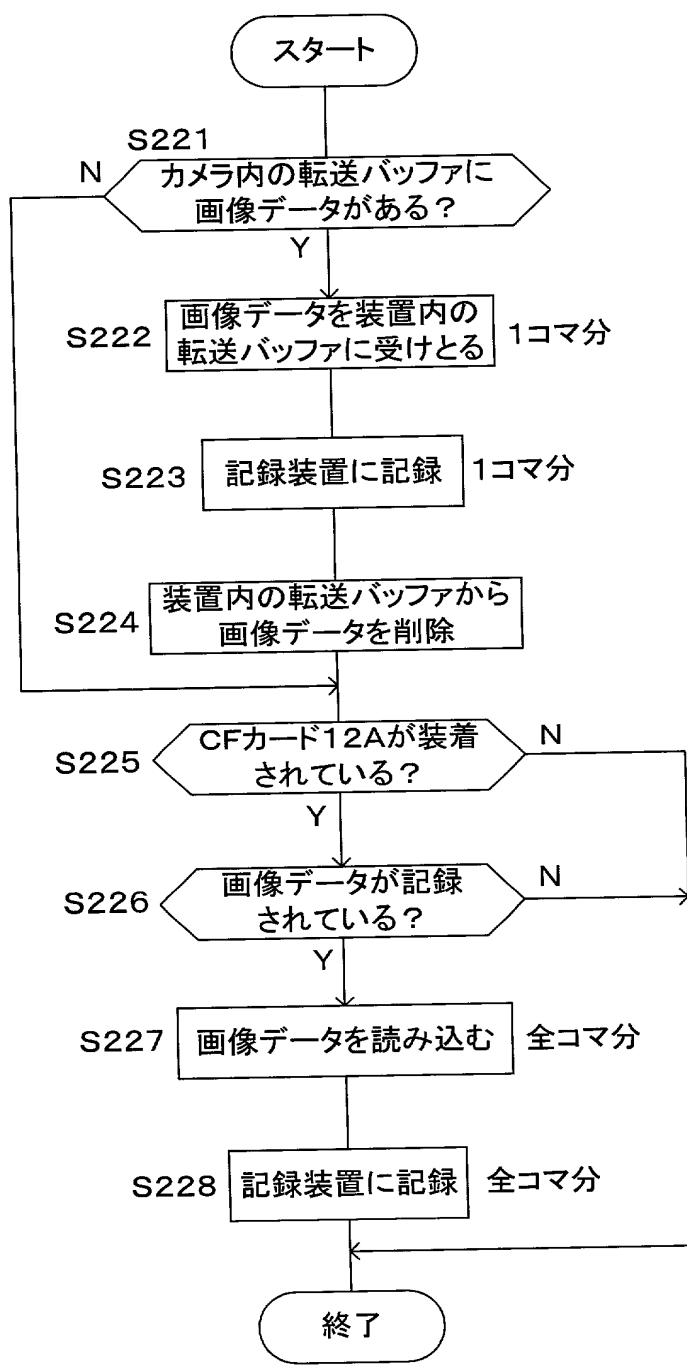 スタート
S221
N
カメラ内の転送バッファに
画像データがある？
Y
S222
画像データを装置内の
転送バッファに受けとる
1コマ分
S223
記録装置に記録
1コマ分
S224
装置内の転送バッファから
画像データを削除
S225
CFカード12Aが装着
されている？
N
Y
S226
画像データが記録
されている？
N
Y
S227
画像データを読み込む
全コマ分
S228
記録装置に記録
全コマ分
終了